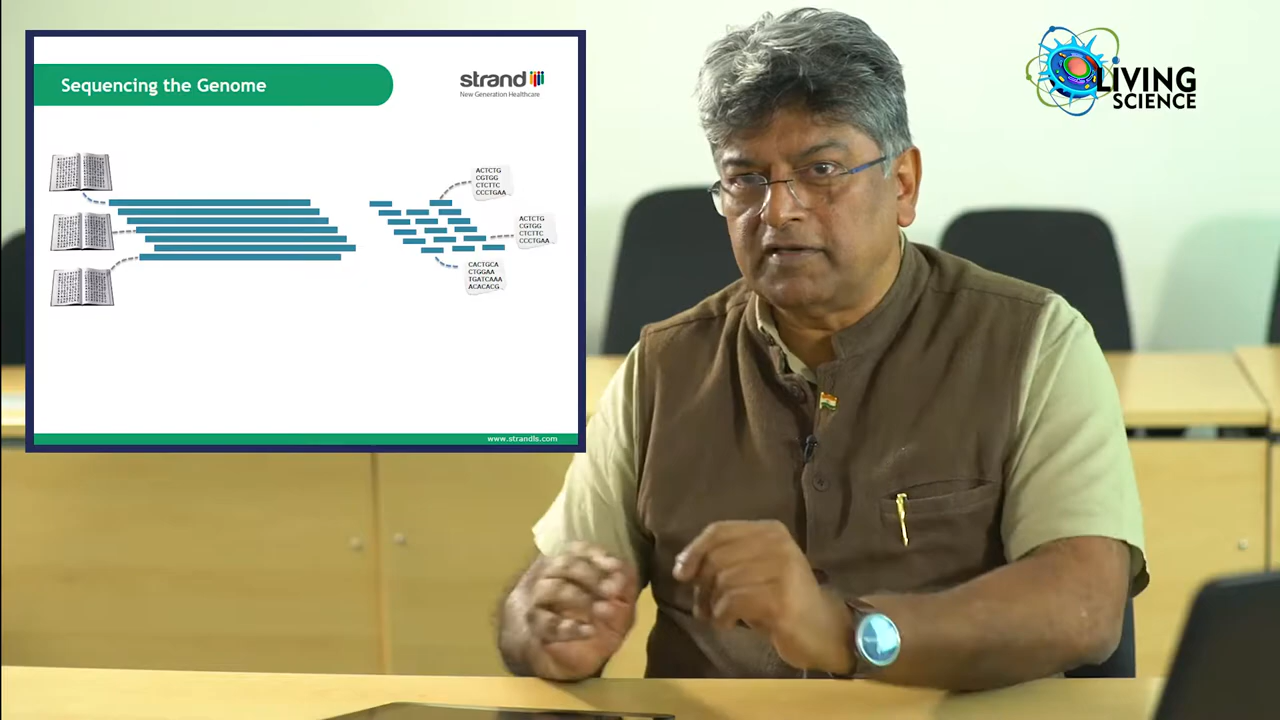 Sequencing the Genome
strand
New Generation Healthcare
ACTCTG
CGTGG
CTCTTC
CCCTGAA
ACTCTG
CGTGG
CTCTTC
CCCTGAA
CACTGCA
CTGGAA
TGATCAAA
ACACACG
www.strandls.com
LIVING
SCIENCE